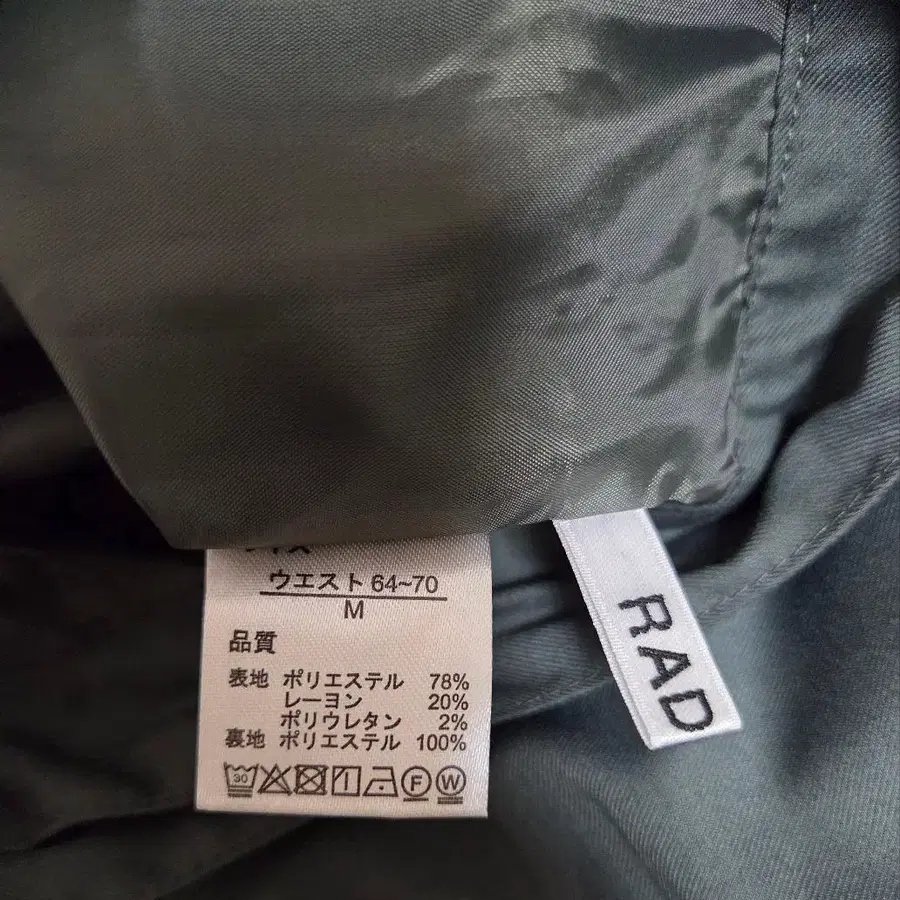 ウエスト 64~70
M
品質
表地 ポリエステル 78%
レーヨン 20%
ポリウレタン 2%
裏地 ポリエステル 100%
30 F W
RAD